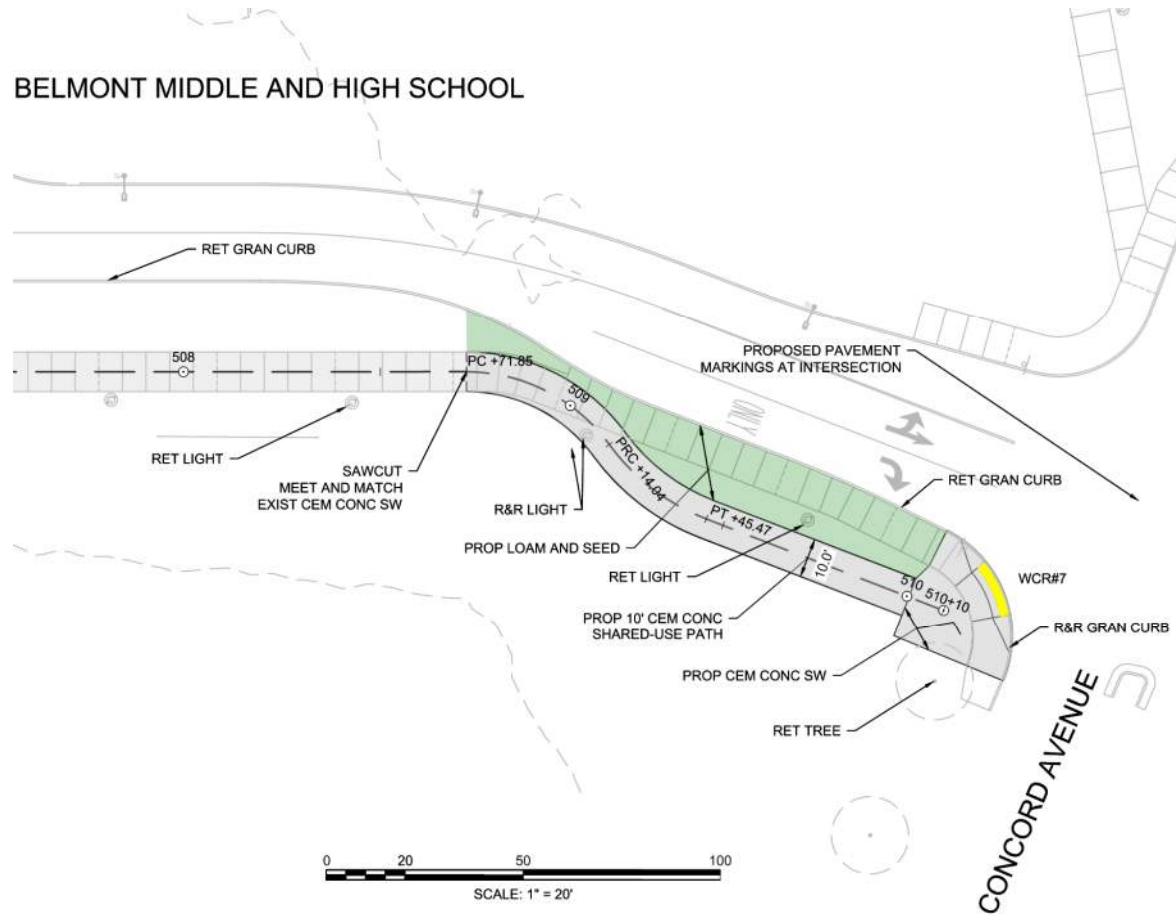 BELMONT MIDDLE AND HIGH SCHOOL
RET GRAN CURB
508
PC +71.85
509
PROPOSED PAVEMENT
MARKINGS AT INTERSECTION
ONLY
RET LIGHT
SAWCUT
MEET AND MATCH
EXIST CEM CONC SW
R&R LIGHT
PRC +14.04
PT +45.47
RET GRAN CURB
PROP LOAM AND SEED
RET LIGHT
10.0'
510
510+10
WCR#7
PROP 10' CEM CONC
SHARED-USE PATH
R&R GRAN CURB
PROP CEM CONC SW
RET TREE
CONCORD AVENUE
0 20 50 100
SCALE: 1" = 20'